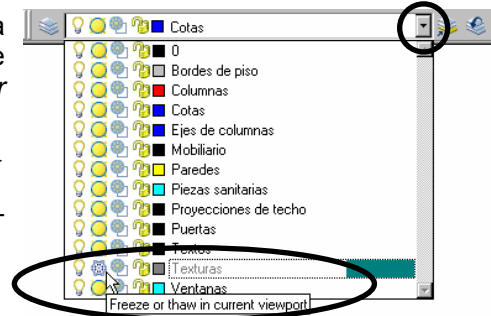 a
e
r
-
Cotas
0
Bordes de piso
Columnas
Cotas
Ejes de columnas
Mobiliario
Paredes
Piezas sanitarias
Proyecciones de techo
Puertas
Textos
Texturas
Ventanas
Freeze or thaw in current viewport